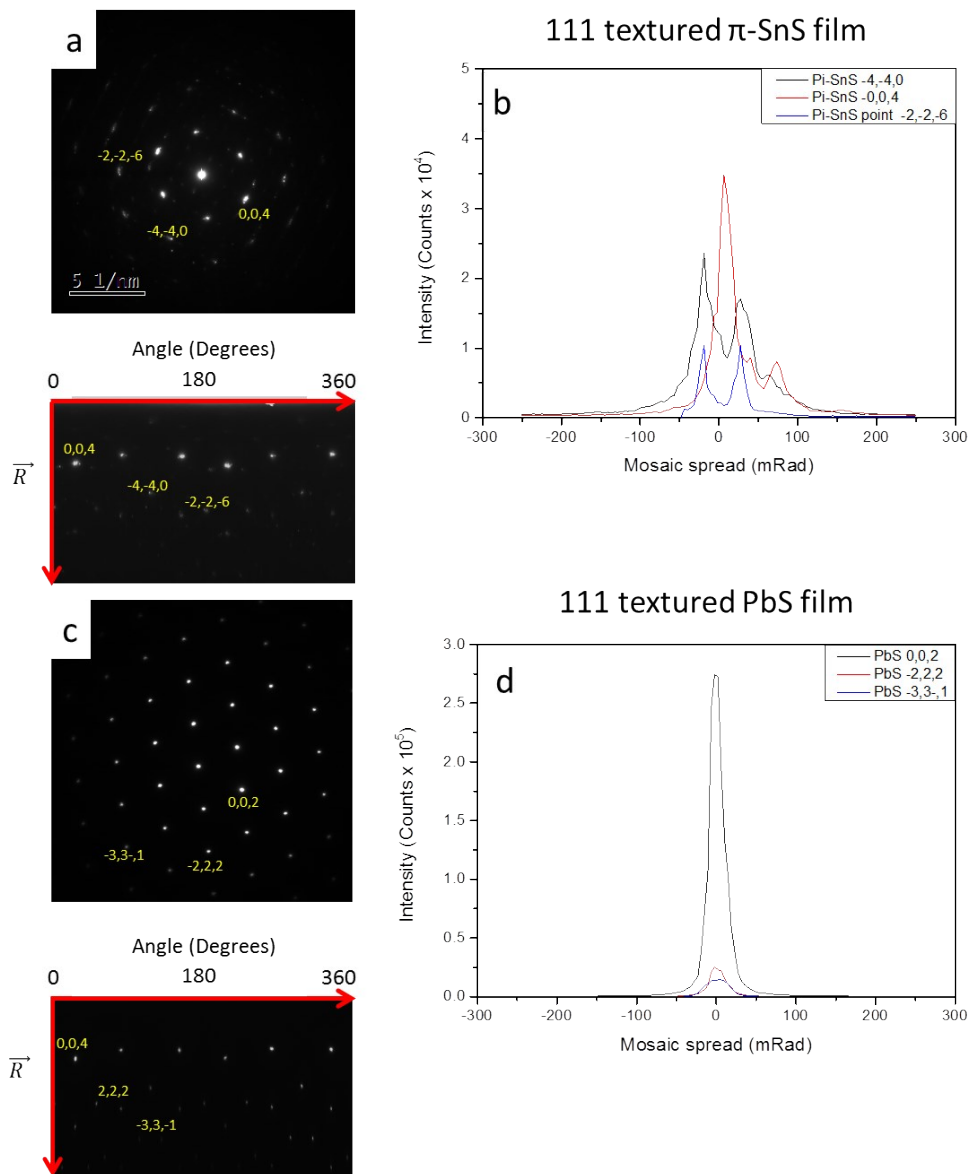 111 textured π-SnS film
a
-2,-2,-6
0,0,4
-4,-4,0
5 1/nm
Angle (Degrees)
0
180
360
R
0,0,4
-4,-4,0
-2,-2,-6
b
Pi-SnS -4,-4,0
Pi-SnS -0,0,4
Pi-SnS point -2,-2,-6
Intensity (Counts x 10⁴)
5
4
3
2
1
0
-300 -200 -100 0 100 200 300
Mosaic spread (mRad)
111 textured PbS film
c
0,0,2
-3,3-,1
-2,2,2
Angle (Degrees)
0
180
360
R
0,0,4
2,2,2
-3,3,-1
d
PbS 0,0,2
PbS -2,2,2
PbS -3,3-,1
Intensity (Counts x 10⁵)
3.0
2.5
2.0
1.5
1.0
0.5
0.0
-300 -200 -100 0 100 200 300
Mosaic spread (mRad)